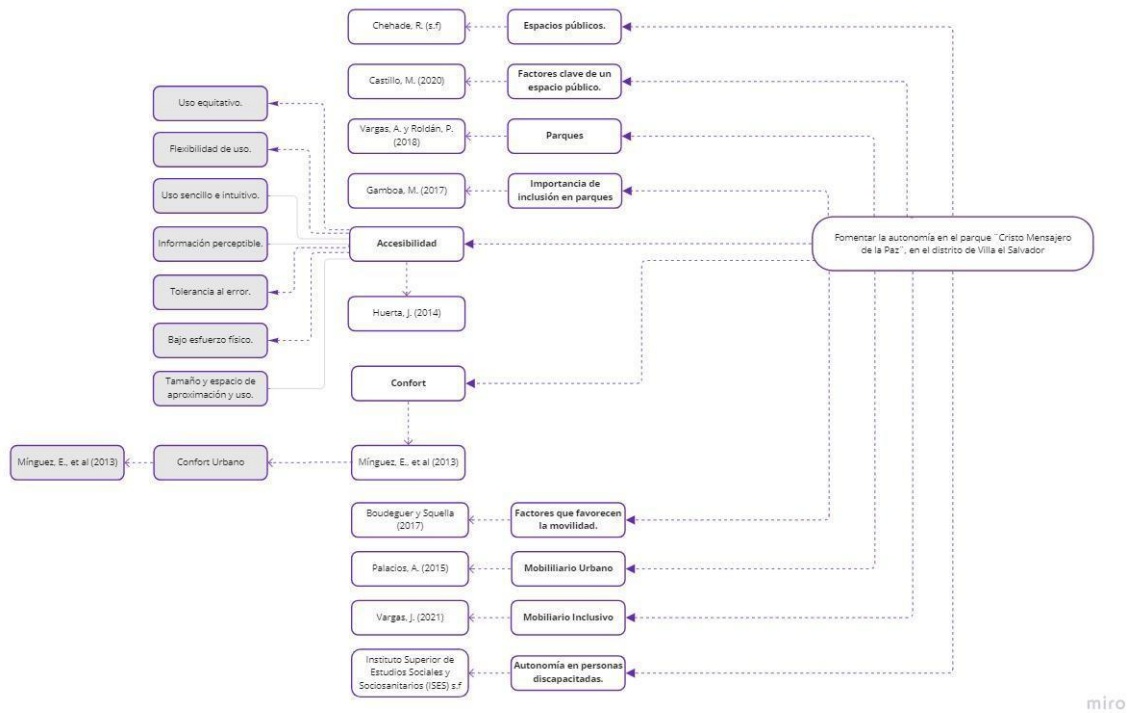 Chehade, R. (s.f)
Espacios públicos.
Castillo, M. (2020)
Factores clave de un
espacio público.
Uso equitativo.
Vargas, A. y Roldán, P.
(2018)
Parques
Flexibilidad de uso.
Gamboa, M. (2017)
Importancia de
inclusión en parques
Uso sencillo e intuitivo.
Información perceptible.
Accesibilidad
Fomentar la autonomía en el parque ¨Cristo Mensajero
de la Paz¨, en el distrito de Villa el Salvador
Tolerancia al error.
Huerta, J. (2014)
Bajo esfuerzo físico.
Tamaño y espacio de
aproximación y uso.
Confort
Mínguez, E., et al (2013)
Confort Urbano
Mínguez, E., et al (2013)
Boudeguer y Squella
(2017)
Factores que favorecen
la movilidad.
Palacios, A. (2015)
Mobililiario Urbano
Vargas, J. (2021)
Mobiliario Inclusivo
Instituto Superior de
Estudios Sociales y
Sociosanitarios (ISES) s.f
Autonomía en personas
discapacitadas.
miro